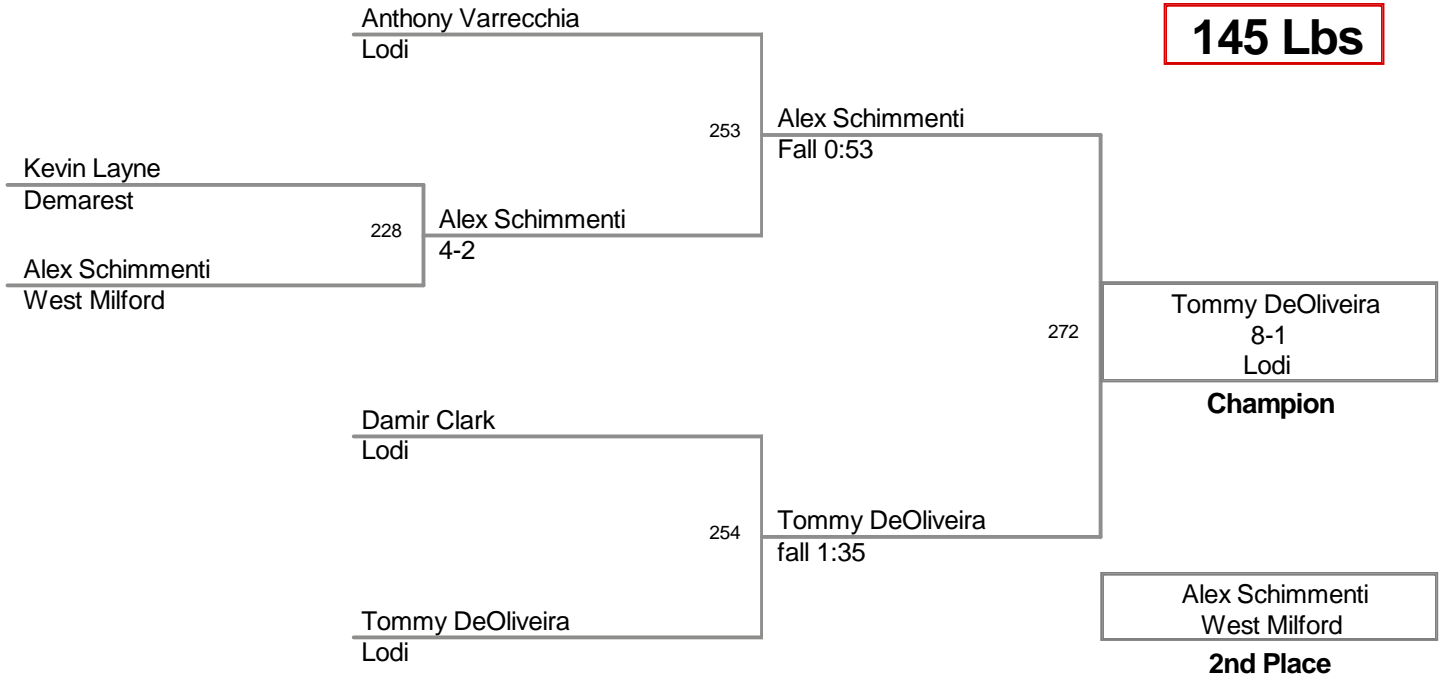 Anthony Varrecchia
Lodi
145 Lbs
253
Alex Schimmenti
Fall 0:53
Kevin Layne
Demarest
228
Alex Schimmenti
4-2
Alex Schimmenti
West Milford
272
Tommy DeOliveira
8-1
Lodi
Champion
Damir Clark
Lodi
254
Tommy DeOliveira
fall 1:35
Tommy DeOliveira
Lodi
Alex Schimmenti
West Milford
2nd Place